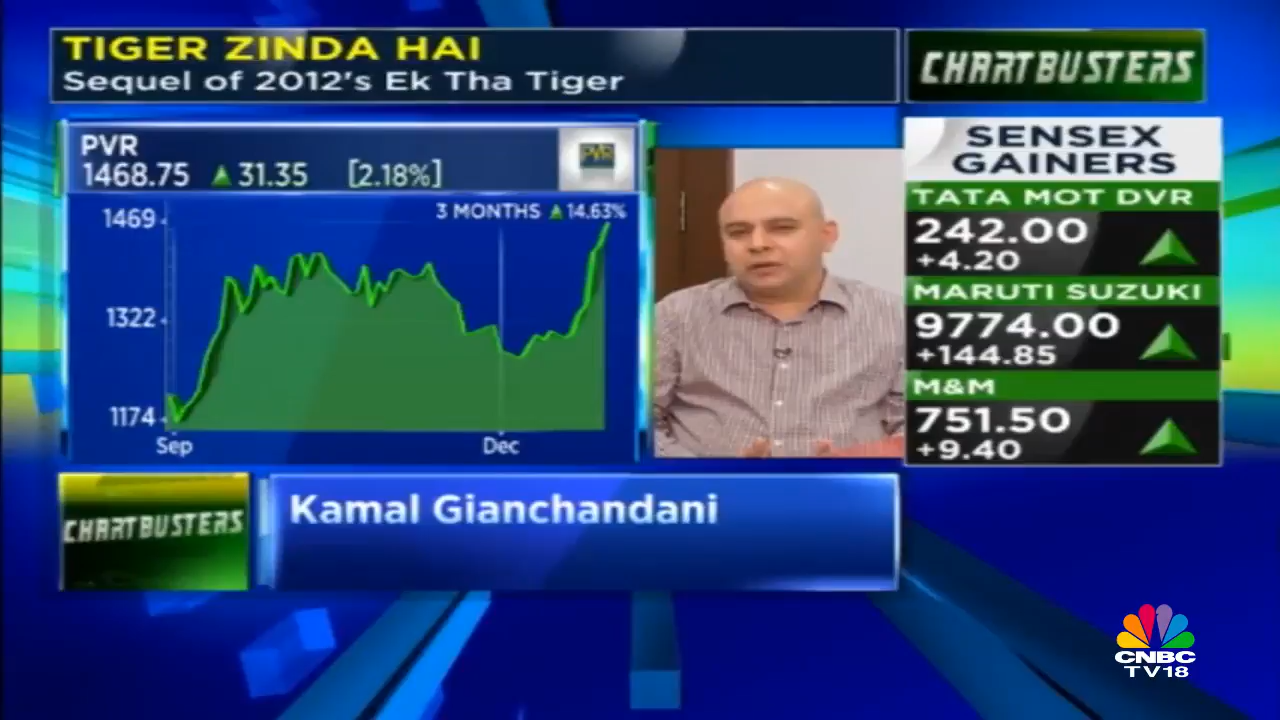 TIGER ZINDA HAI
Sequel of 2012's Ek Tha Tiger
CHARTBUSTERS
PVR
1468.75 ▲ 31.35 [2.18%]
PVR
3 MONTHS ▲ 14.63%
1469
1322
1174
Sep Dec
SENSEX
GAINERS
TATA MOT DVR
242.00
+4.20
MARUTI SUZUKI
9774.00
+144.85
M&M
751.50
+9.40
CHARTBUSTERS
Kamal Gianchandani
CNBC
TV18